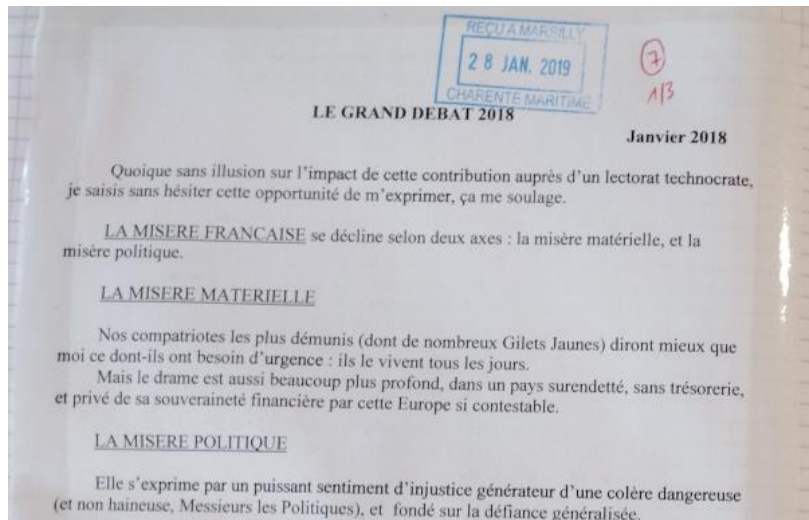 REÇU A MARSILLY
28 JAN. 2019
CHARENTE MARITIME
7
1/3
LE GRAND DEBAT 2018
Janvier 2018
Quoique sans illusion sur l'impact de cette contribution auprès d'un lectorat technocrate,
je saisis sans hésiter cette opportunité de m'exprimer, ça me soulage.
LA MISERE FRANCAISE se décline selon deux axes : la misère matérielle, et la
misère politique.
LA MISERE MATERIELLE
Nos compatriotes les plus démunis (dont de nombreux Gilets Jaunes) diront mieux que
moi ce dont-ils ont besoin d'urgence : ils le vivent tous les jours.
Mais le drame est aussi beaucoup plus profond, dans un pays surendetté, sans trésorerie,
et privé de sa souveraineté financière par cette Europe si contestable.
LA MISERE POLITIQUE
Elle s'exprime par un puissant sentiment d'injustice générateur d'une colère dangereuse
(et non haineuse, Messieurs les Politiques), et fondé sur la défiance généralisée.